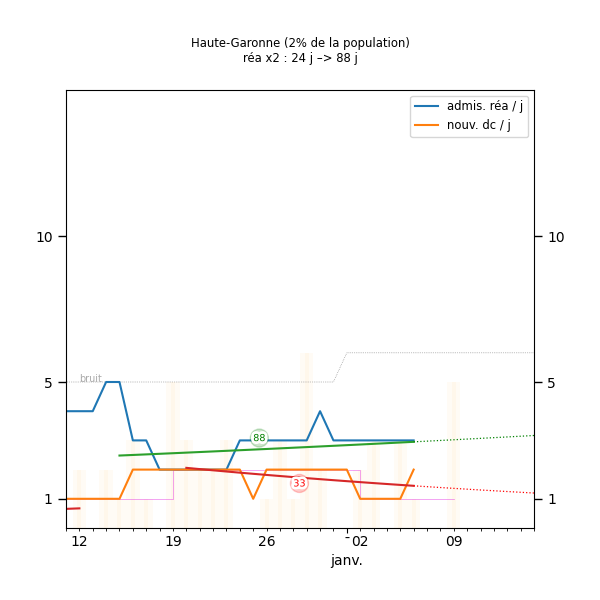 Haute-Garonne (2% de la population)
réa x2 : 24 j –> 88 j
admis. réa / j
nouv. dc / j
10 10
bruit
5 5
88
33
1 1
12 19 26 02 09
janv.